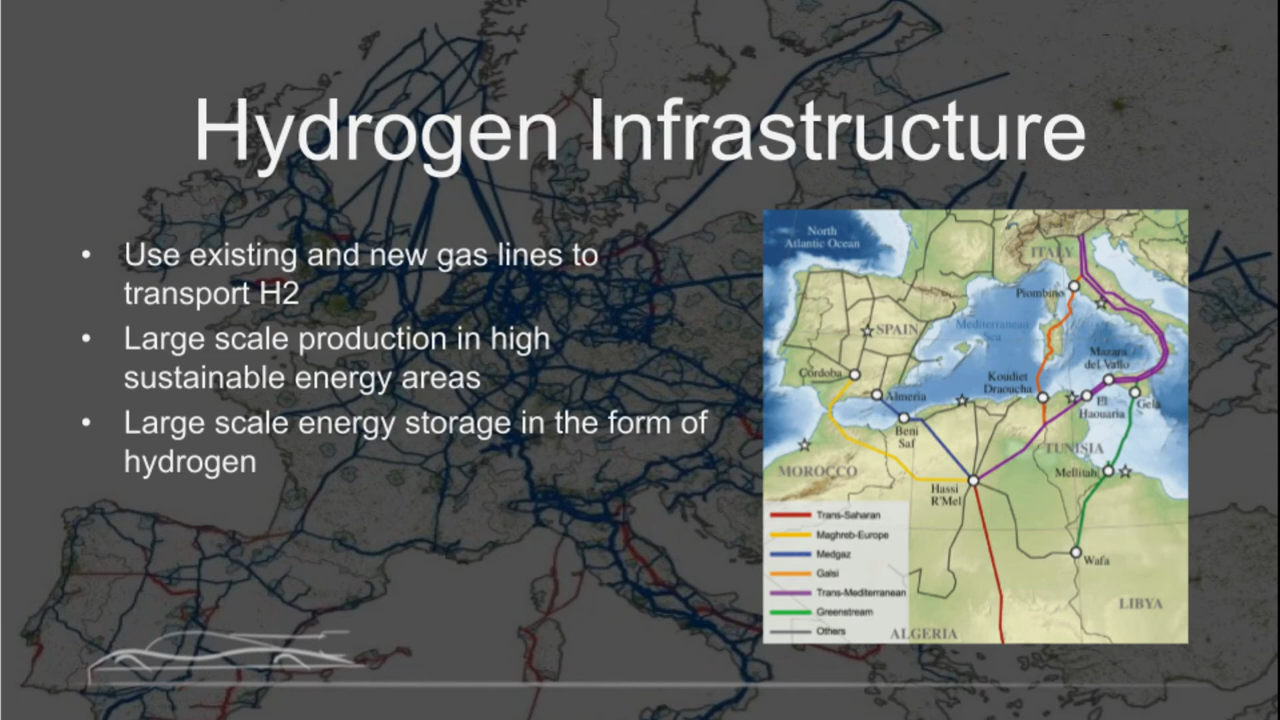 Hydrogen Infrastructure
• Use existing and new gas lines to
transport H2
• Large scale production in high
sustainable energy areas
• Large scale energy storage in the form of
hydrogen
North
Atlantic Ocean
ITALY
Piombino
SPAIN
Mediterranean
Sea
Mazara
del Vallo
Córdoba
Koudiet
Draoucha
Almeria
El
Haouaria
Gela
Beni
Saf
TUNISIA
MOROCCO
Mellitah
Hassi
R'Mel
Trans-Saharan
Maghreb-Europe
Medgaz
Galsi
Trans-Mediterranean
Greenstream
Others
Wafa
LIBYA
ALGERIA